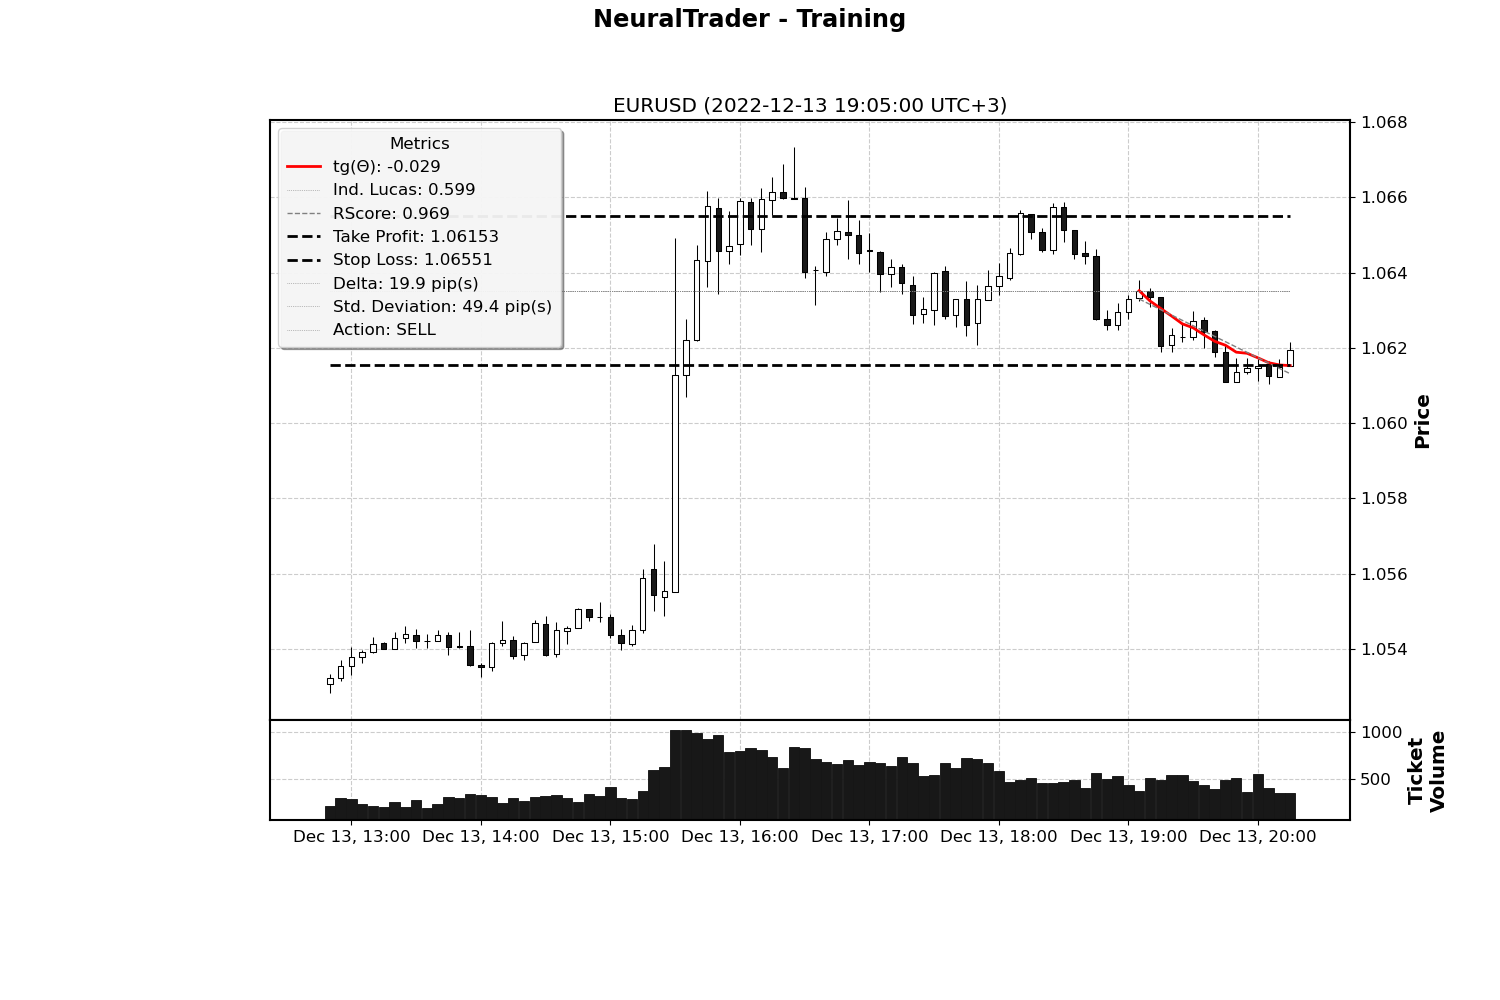 NeuralTrader - Training
EURUSD (2022-12-13 19:05:00 UTC+3)
Metrics
tg(Θ): -0.029
Ind. Lucas: 0.599
RScore: 0.969
Take Profit: 1.06153
Stop Loss: 1.06551
Delta: 19.9 pip(s)
Std. Deviation: 49.4 pip(s)
Action: SELL
1.068
1.066
1.064
1.062
1.060
1.058
1.056
1.054
Price
1000
500
Ticket
Volume
Dec 13, 13:00 Dec 13, 14:00 Dec 13, 15:00 Dec 13, 16:00 Dec 13, 17:00 Dec 13, 18:00 Dec 13, 19:00 Dec 13, 20:00